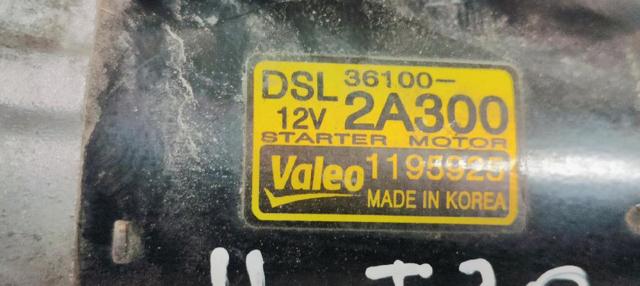 DSL 36100-
12V 2A300
STARTER MOTOR
Valeo 1195925
MADE IN KOREA